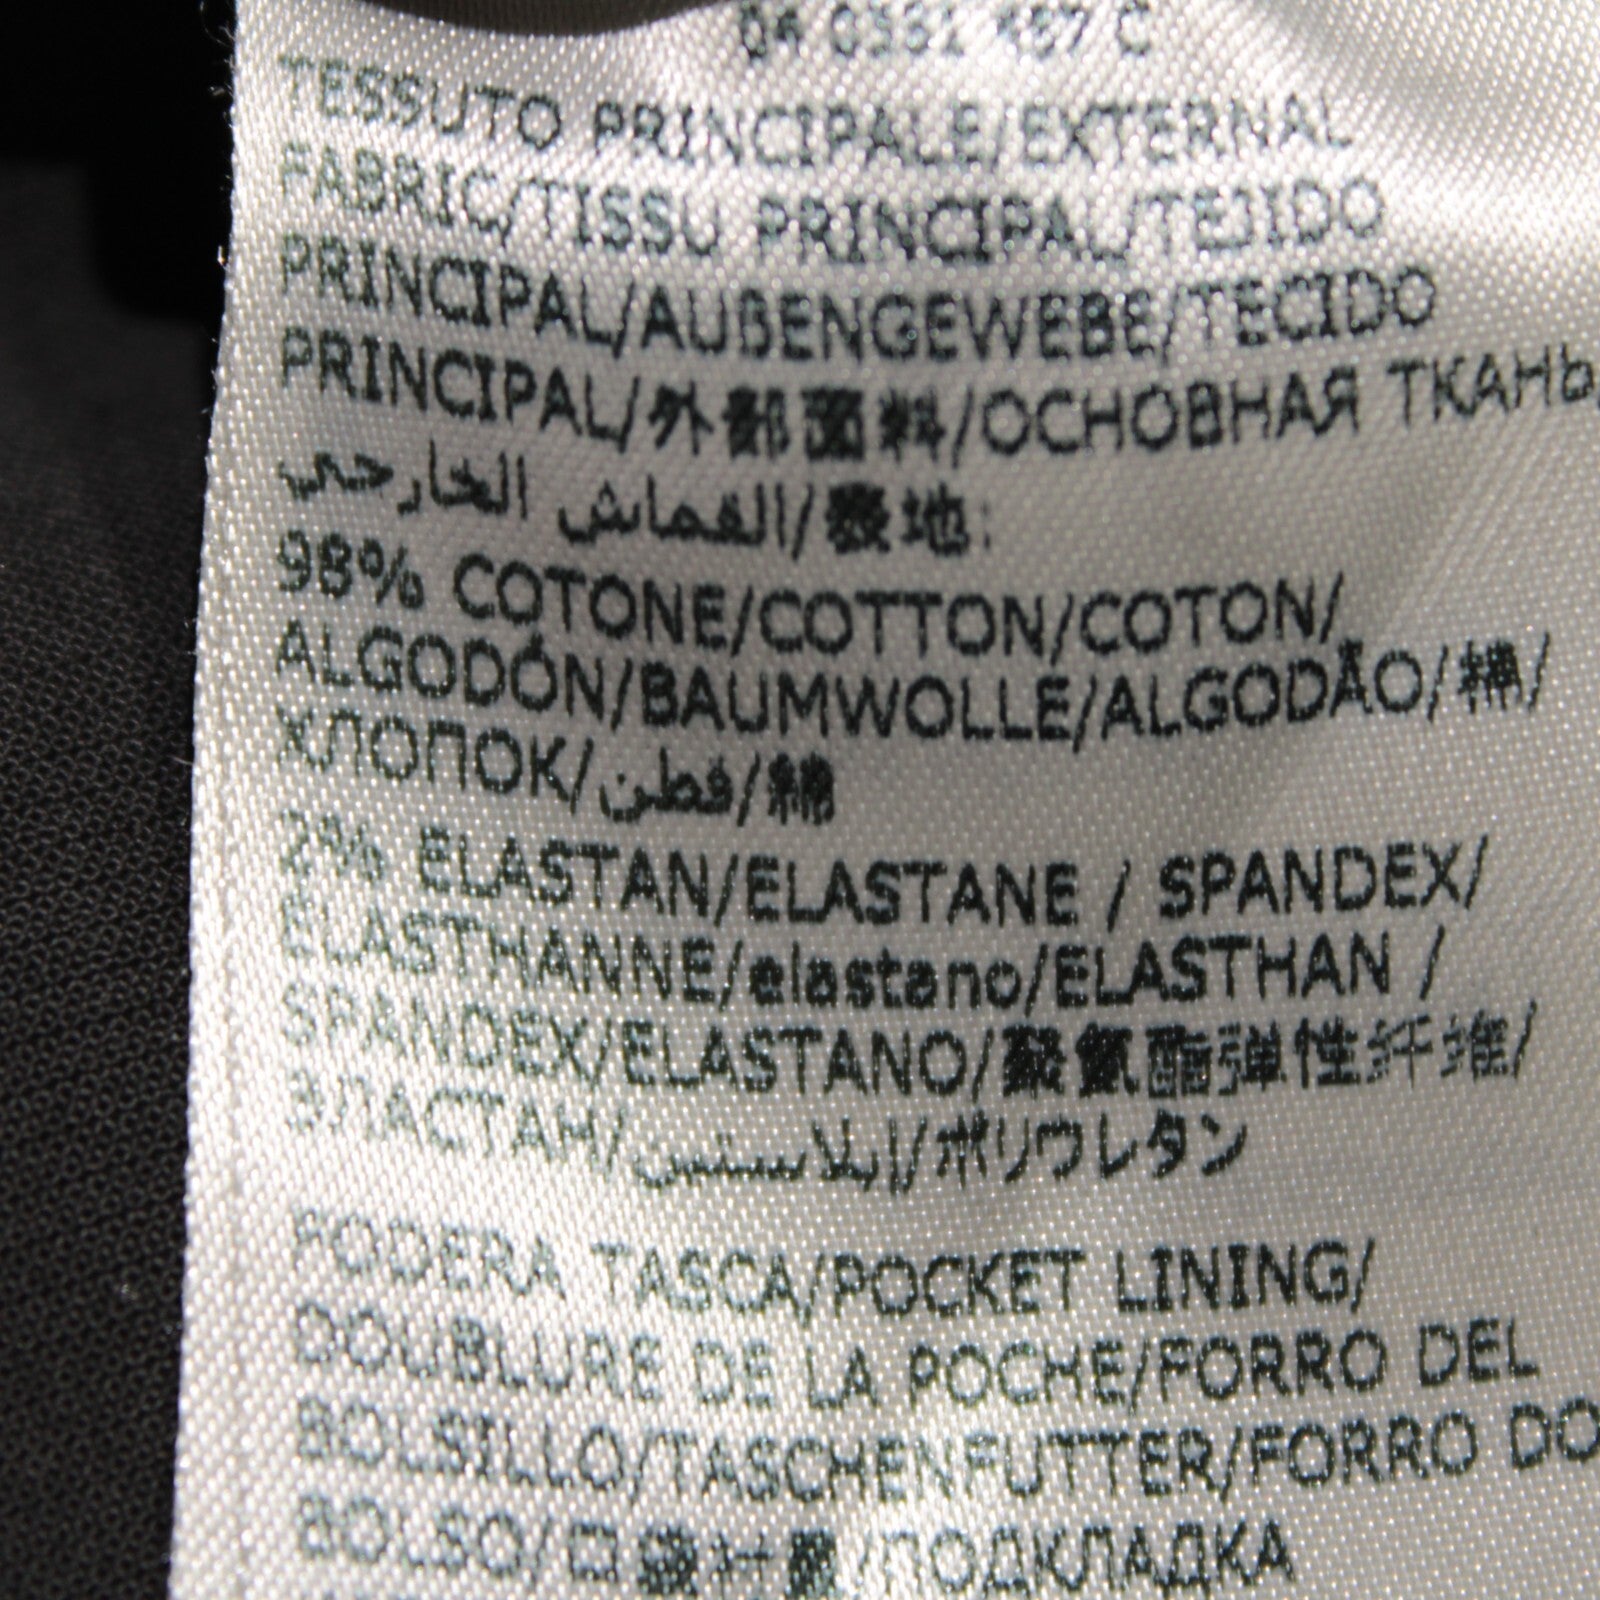 TESSUTO PRINCIPALE/EXTERNAL
FABRIC/TISSU PRINCIPAL/TEJIDO
PRINCIPAL/AUßENGEWEBE/TECIDO
PRINCIPAL/外部面料/ОСНОВНАЯ ТКАНЬ/
القماش الخارجي/表地:
98% COTONE/COTTON/COTON/
ALGODÓN/BAUMWOLLE/ALGODÃO/棉/
ХЛОПОК/قطن/綿
2% ELASTAN/ELASTANE / SPANDEX/
ELASTHANNE/elastano/ELASTHAN /
SPANDEX/ELASTANO/聚氨酯弹性纤维/
ЭЛАСТАН/إيلاستين/ポリウレタン
FODERA TASCA/POCKET LINING/
DOUBLURE DE LA POCHE/FORRO DEL
BOLSILLO/TASCHENFUTTER/FORRO DO
BOLSO/口袋衬里/ПОДКЛАДКА